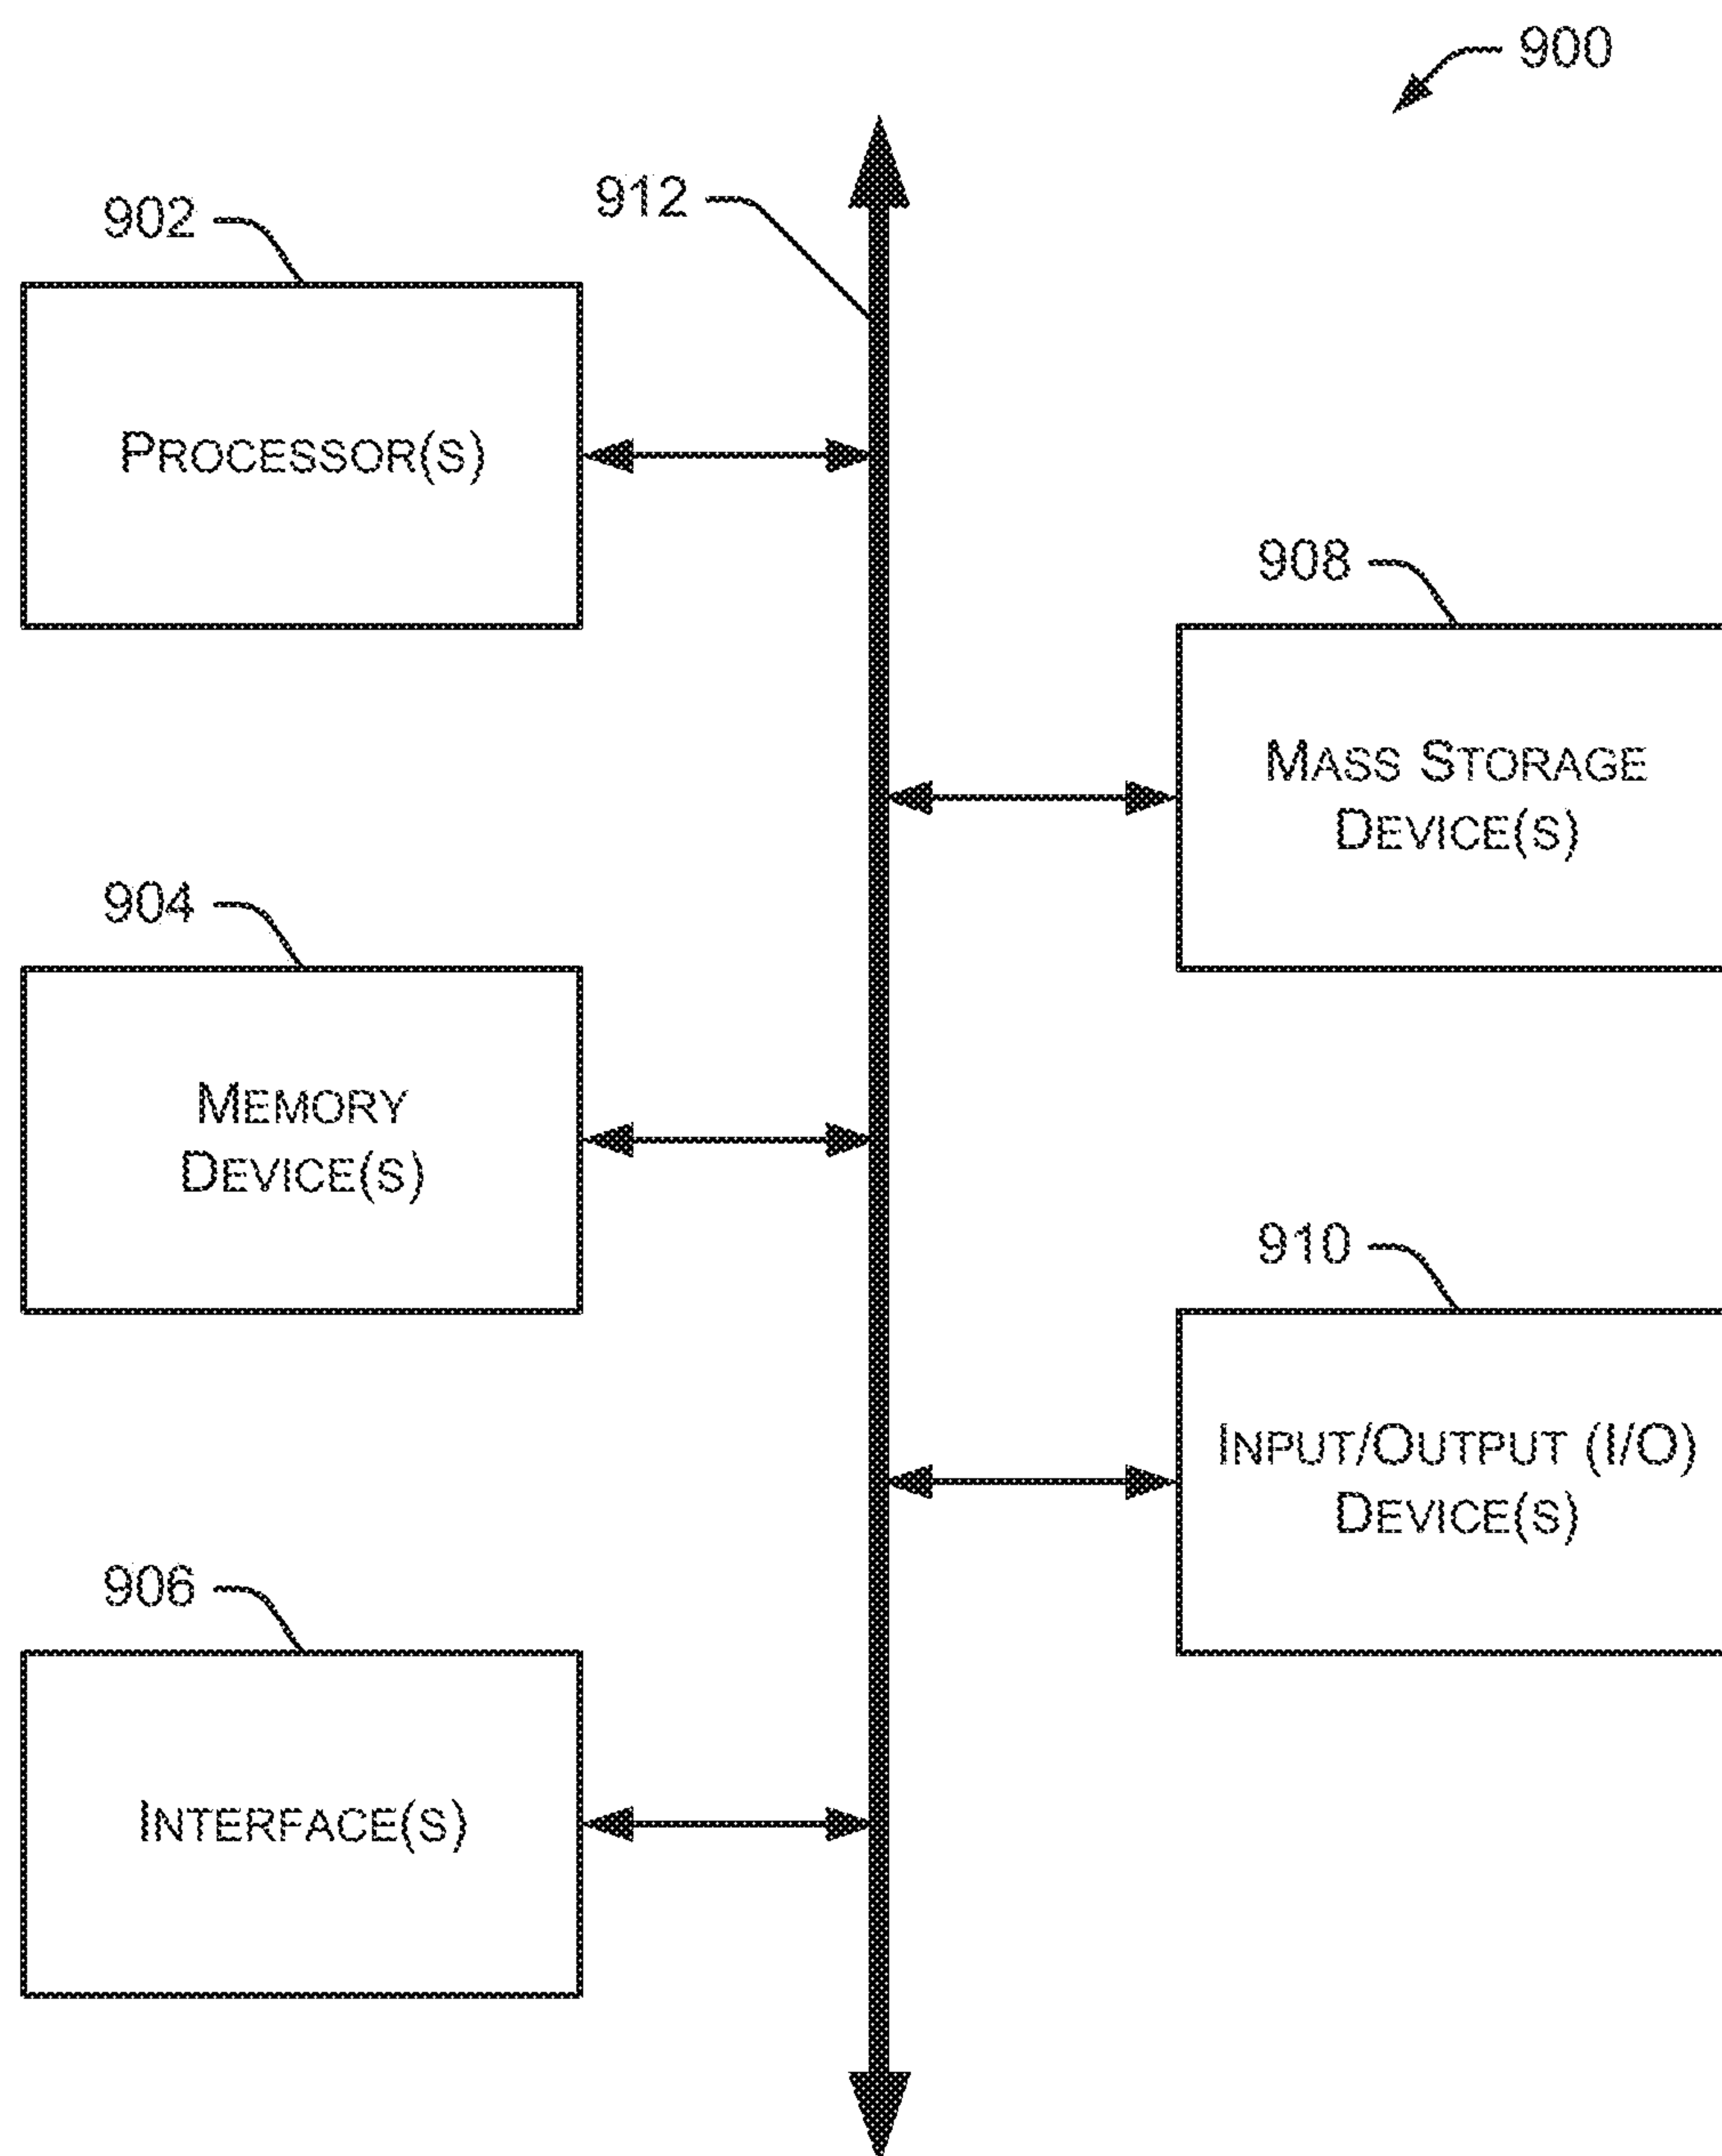 900
912
902
PROCESSOR(S)
908
MASS STORAGE
DEVICE(S)
904
MEMORY
DEVICE(S)
910
INPUT/OUTPUT (I/O)
DEVICE(S)
906
INTERFACE(S)